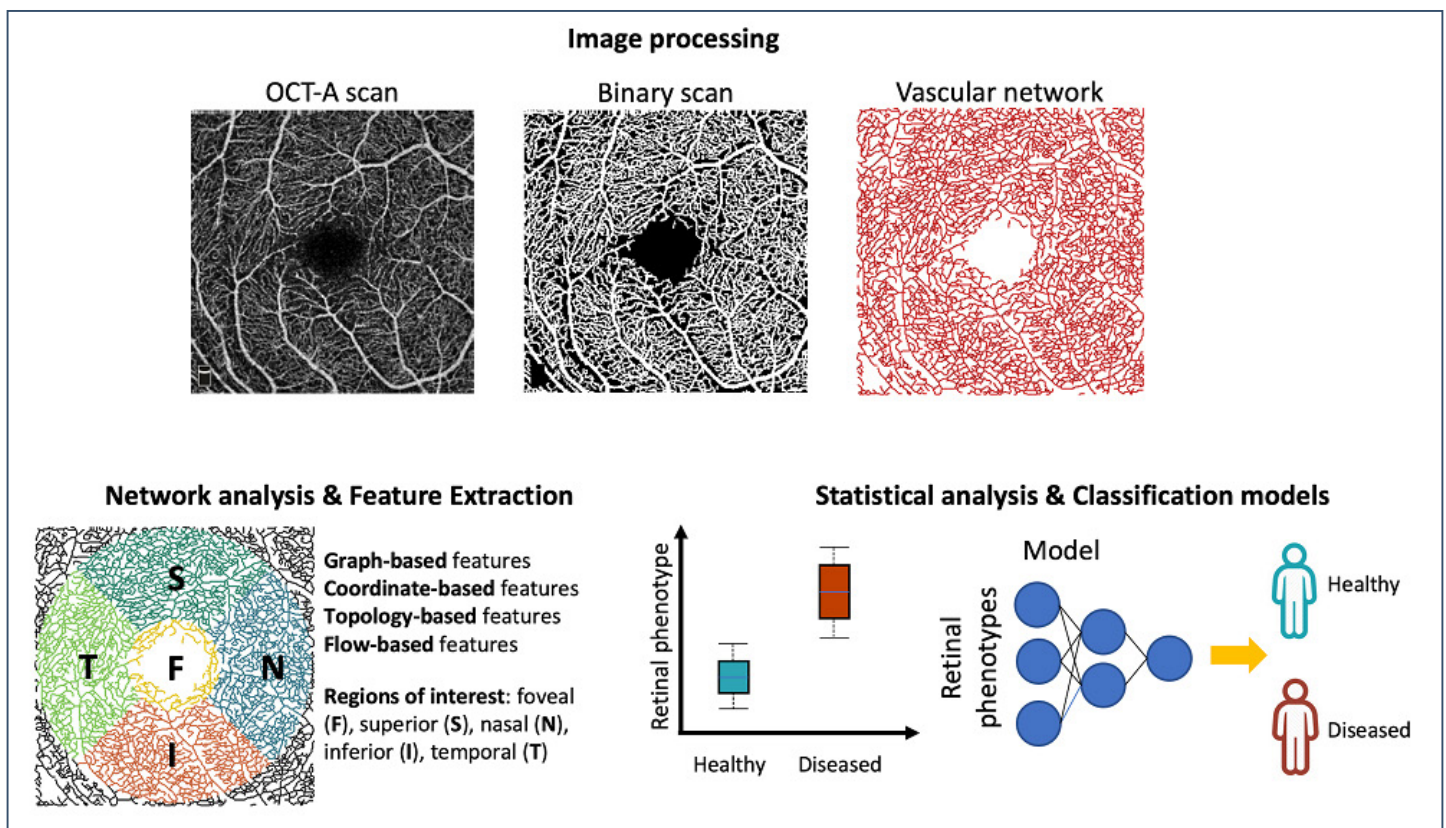 Image processing
OCT-A scan
Binary scan
Vascular network
Network analysis & Feature Extraction
S
T
F
N
I
Graph-based features
Coordinate-based features
Topology-based features
Flow-based features
Regions of interest: foveal
(F), superior (S), nasal (N),
inferior (I), temporal (T)
Statistical analysis & Classification models
Retinal phenotype
Healthy
Diseased
Model
Retinal
phenotypes
Healthy
Diseased